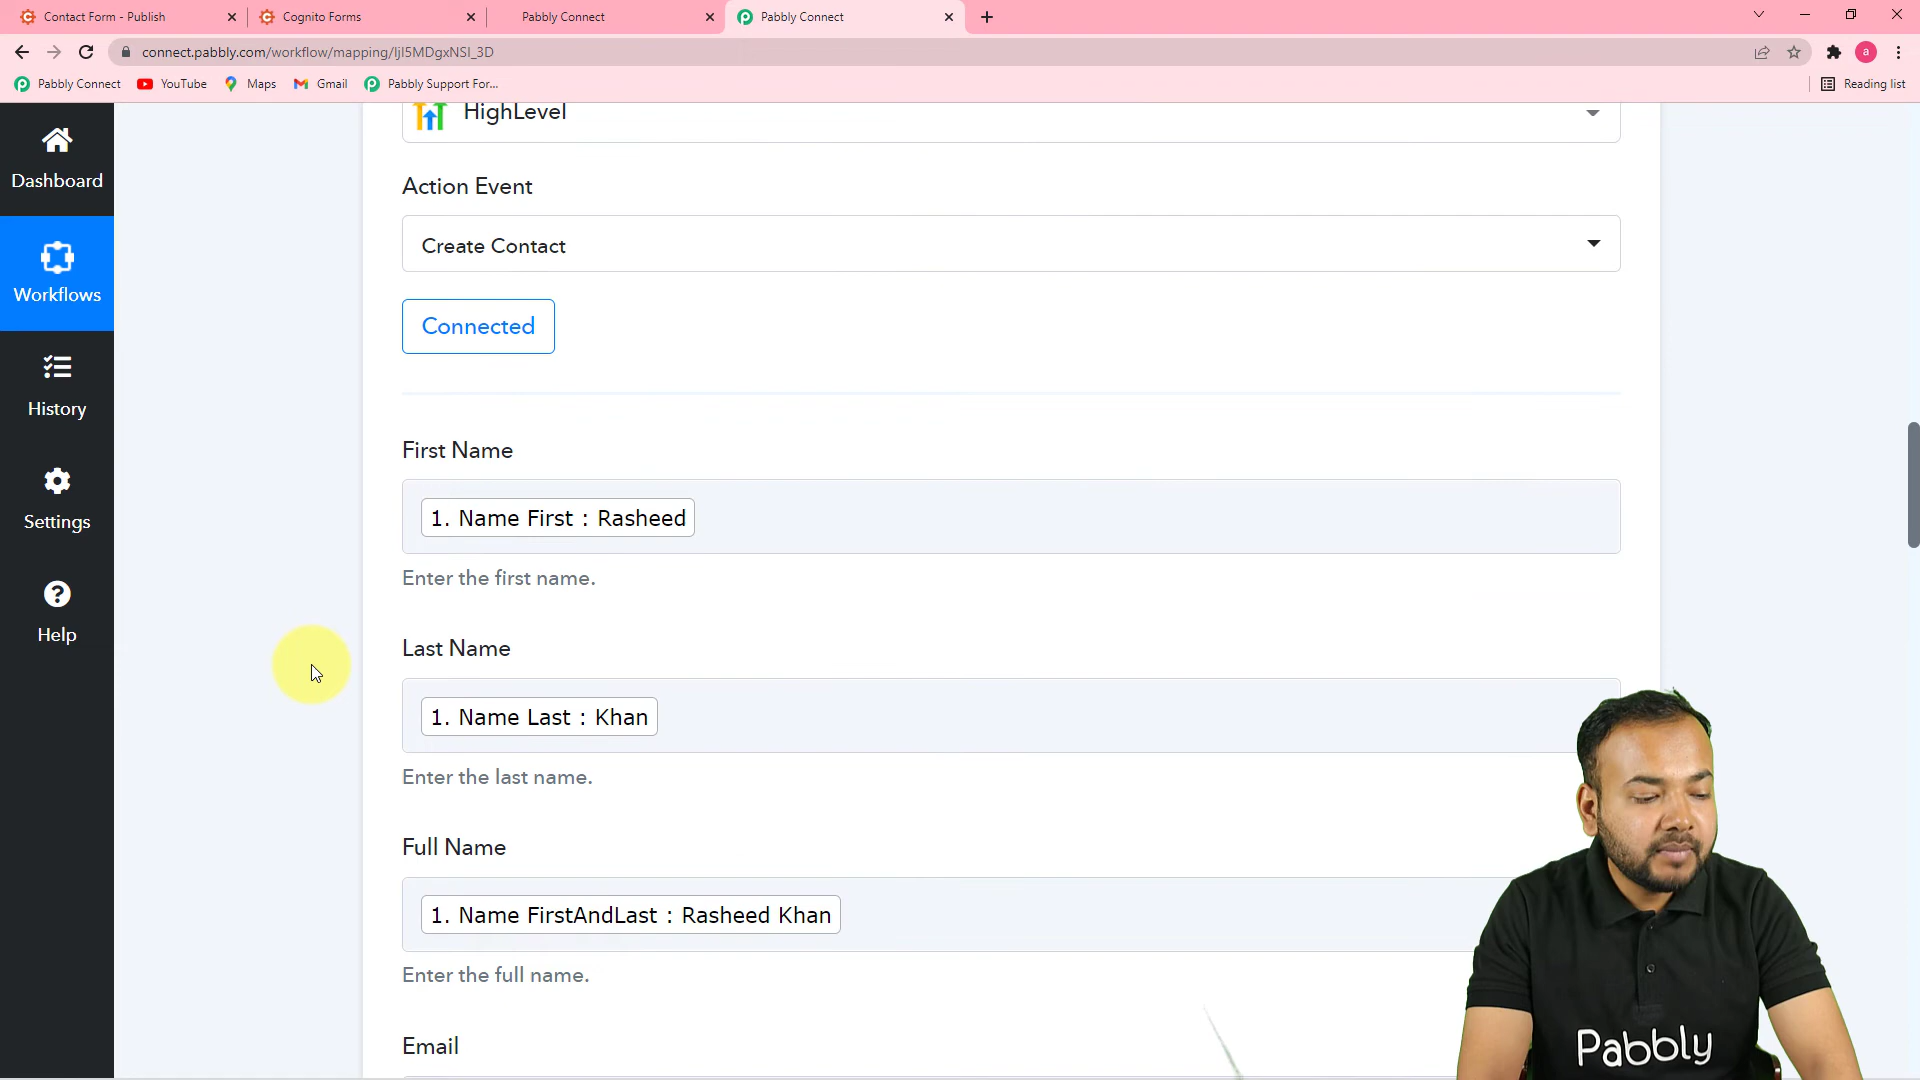 Contact Form - Publish
Cognito Forms
Pabbly Connect
Pabbly Connect
connect.pabbly.com/workflow/mapping/IjI5MDgxNSI_3D
a
Pabbly Connect
YouTube
Maps
Gmail
Pabbly Support For...
Reading list
Dashboard
Workflows
History
Settings
Help
HighLevel
Action Event
Create Contact
Connected
First Name
1. Name First : Rasheed
Enter the first name.
Last Name
1. Name Last : Khan
Enter the last name.
Full Name
1. Name FirstAndLast : Rasheed Khan
Enter the full name.
Email
Pabbly